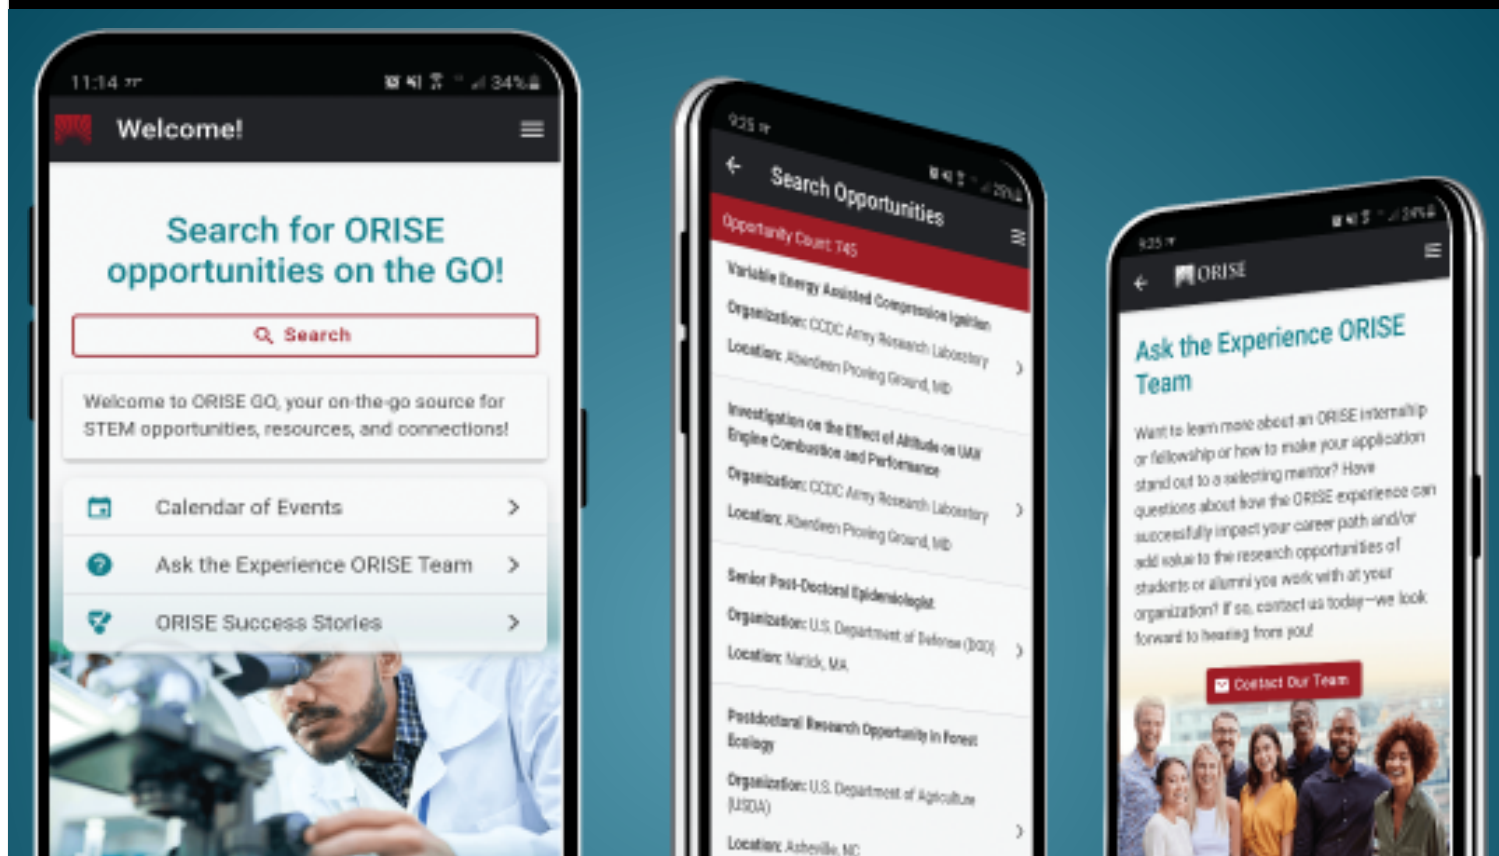 11:14
34%
Welcome!
Search for ORISE
opportunities on the GO!
Search
Welcome to ORISE GO, your on-the-go source for
STEM opportunities, resources, and connections!
Calendar of Events
Ask the Experience ORISE Team
ORISE Success Stories
9:25
Search Opportunities
Opportunity Count: 745
Variable Energy Assisted Compression Ignition
Organization: CCDC Army Research Laboratory
Location: Aberdeen Proving Ground, MD
Investigation on the Effect of Altitude on UAV
Engine Combustion and Performance
Organization: CCDC Army Research Laboratory
Location: Aberdeen Proving Ground, MD
Senior Post-Doctoral Epidemiologist
Organization: U.S. Department of Defense (DOD)
Location: Natick, MA
Postdoctoral Research Opportunity in Forest
Ecology
Organization: U.S. Department of Agriculture
(USDA)
Location: Asheville, NC
9:25
ORISE
Ask the Experience ORISE
Team
Want to learn more about an ORISE internship
or fellowship or how to make your application
stand out to a selecting mentor? Have
questions about how the ORISE experience can
successfully impact your career path and/or
add value to the research opportunities of
students or alumni you work with at your
organization? If so, contact us today—we look
forward to hearing from you!
Contact Our Team